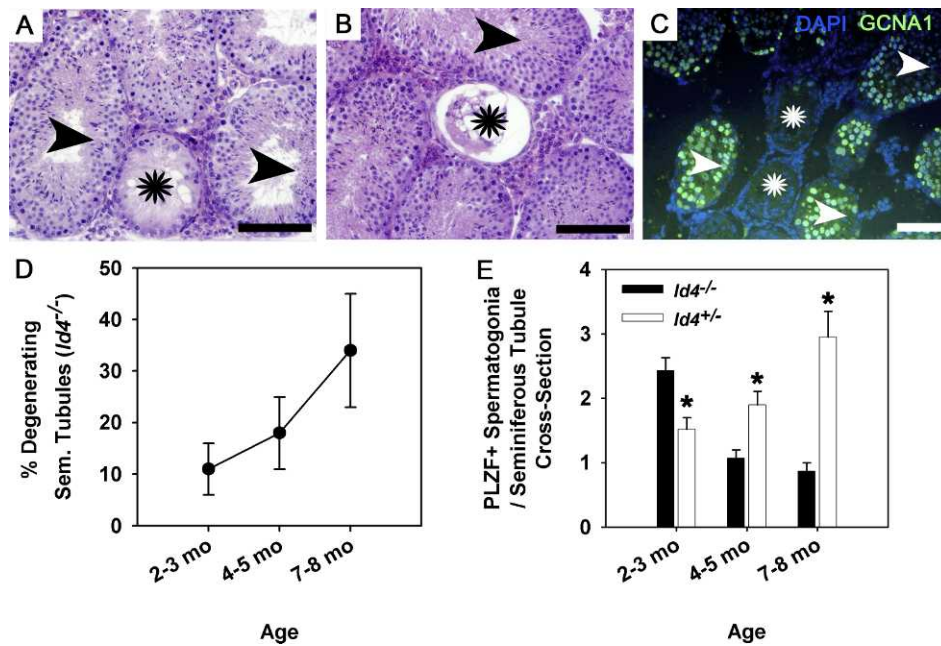 A
B
C
DAPI GCNA1
D
% Degenerating
Sem. Tubules (Id4-/-)
50
40
30
20
10
0
2-3 mo
4-5 mo
7-8 mo
Age
E
PLZF+ Spermatogonia
/ Seminiferous Tubule
Cross-Section
4
3
2
1
0
Id4-/-
Id4+/-
*
*
*
2-3 mo
4-5 mo
7-8 mo
Age